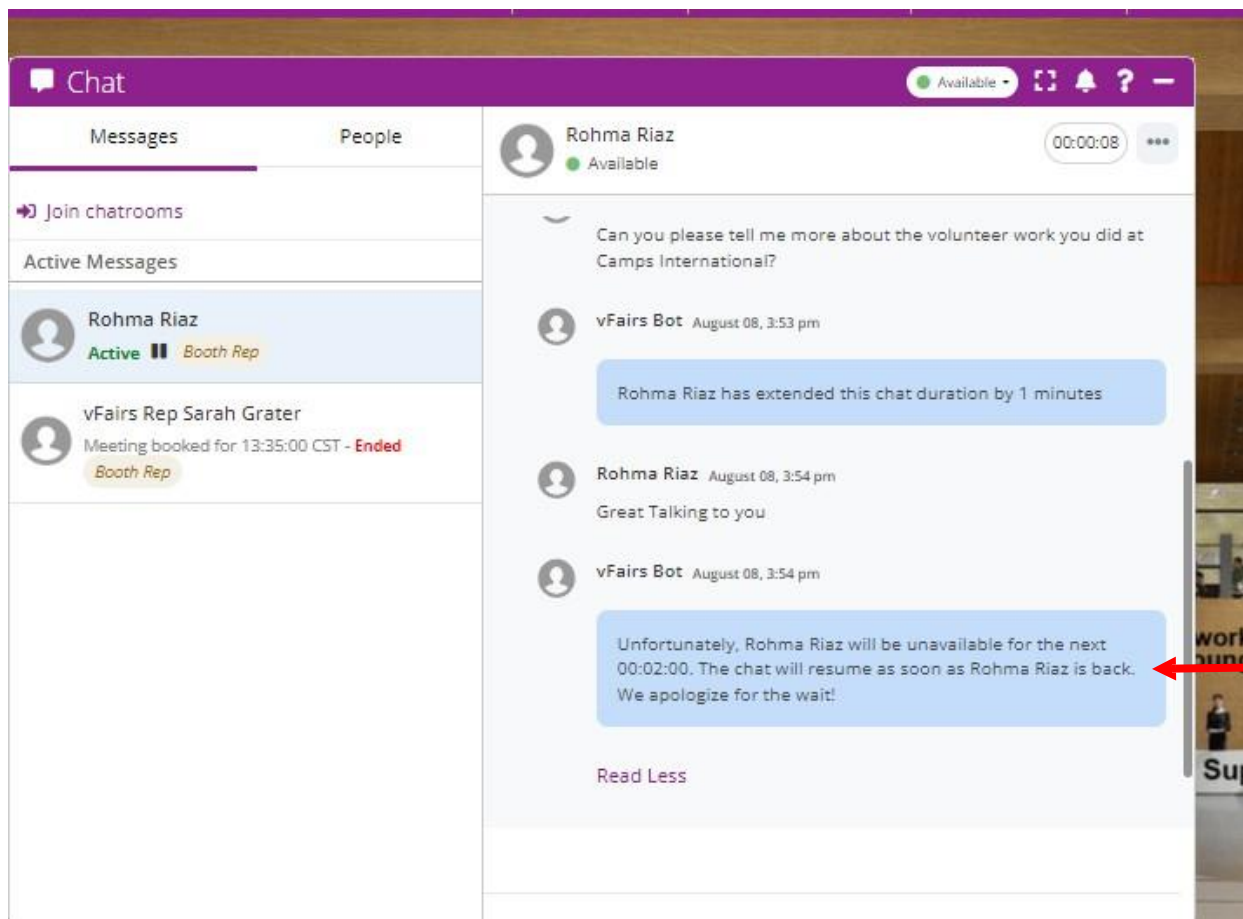 Chat
Available
?
Messages
People
Join chatrooms
Active Messages
Rohma Riaz
Active
Booth Rep
vFairs Rep Sarah Grater
Meeting booked for 13:35:00 CST - Ended
Booth Rep
Rohma Riaz
Available
00:00:08
Can you please tell me more about the volunteer work you did at
Camps International?
vFairs Bot August 08, 3:53 pm
Rohma Riaz has extended this chat duration by 1 minutes
Rohma Riaz August 08, 3:54 pm
Great Talking to you
vFairs Bot August 08, 3:54 pm
Unfortunately, Rohma Riaz will be unavailable for the next
00:02:00. The chat will resume as soon as Rohma Riaz is back.
We apologize for the wait!
Read Less